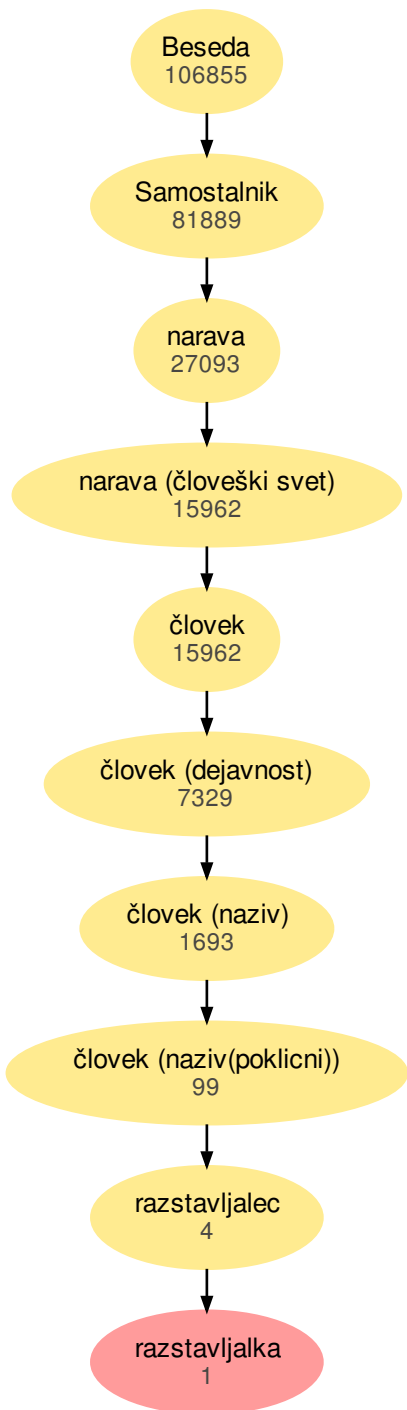 Beseda
106855
Samostalnik
81889
narava
27093
narava (človeški svet)
15962
človek
15962
človek (dejavnost)
7329
človek (naziv)
1693
človek (naziv(poklicni))
99
razstavljalec
4
razstavljalka
1